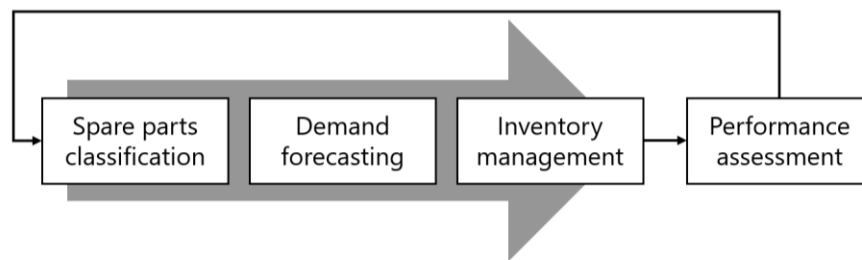 Spare parts
classification
Demand
forecasting
Inventory
management
Performance
assessment